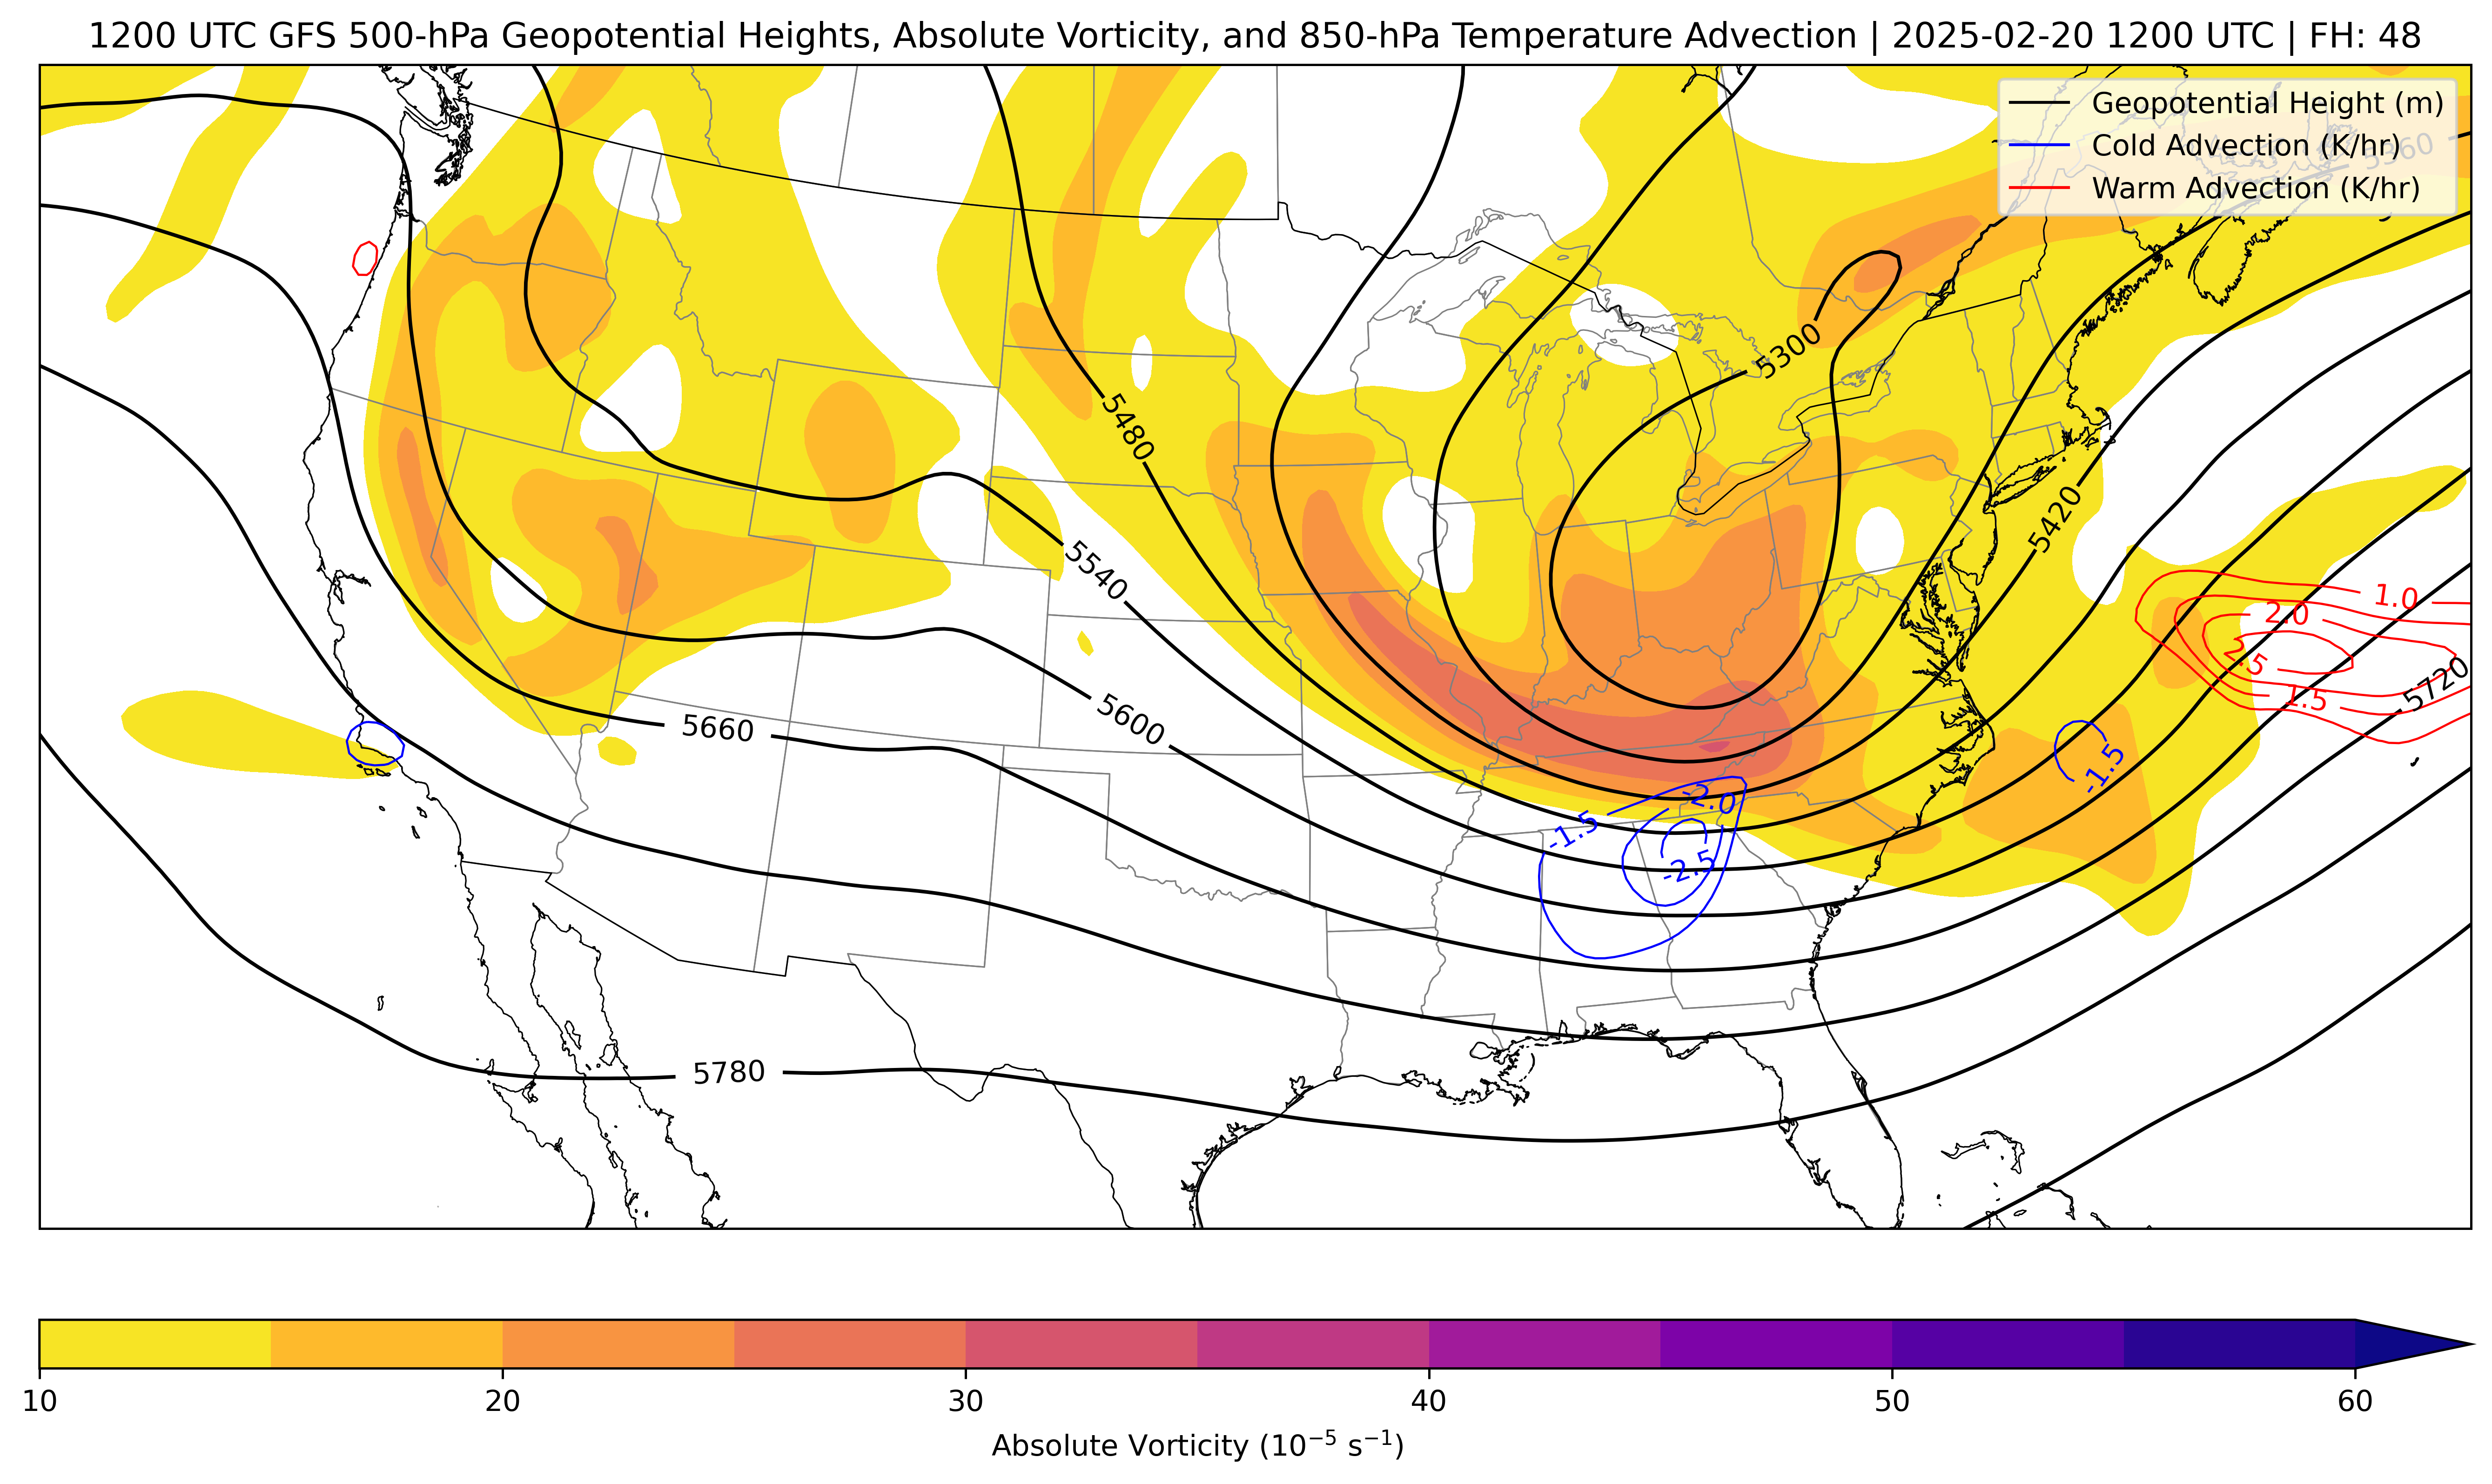 1200 UTC GFS 500-hPa Geopotential Heights, Absolute Vorticity, and 850-hPa Temperature Advection | 2025-02-20 1200 UTC | FH: 48
Geopotential Height (m)
Cold Advection (K/hr)
Warm Advection (K/hr)
5360
5300
5480
5420
5540
1.0
2.0
2.5
1.5
5720
5600
5660
-1.5
-2.0
-1.5
-2.5
5780
10 20 30 40 50 60
Absolute Vorticity (10⁻⁵ s⁻¹)